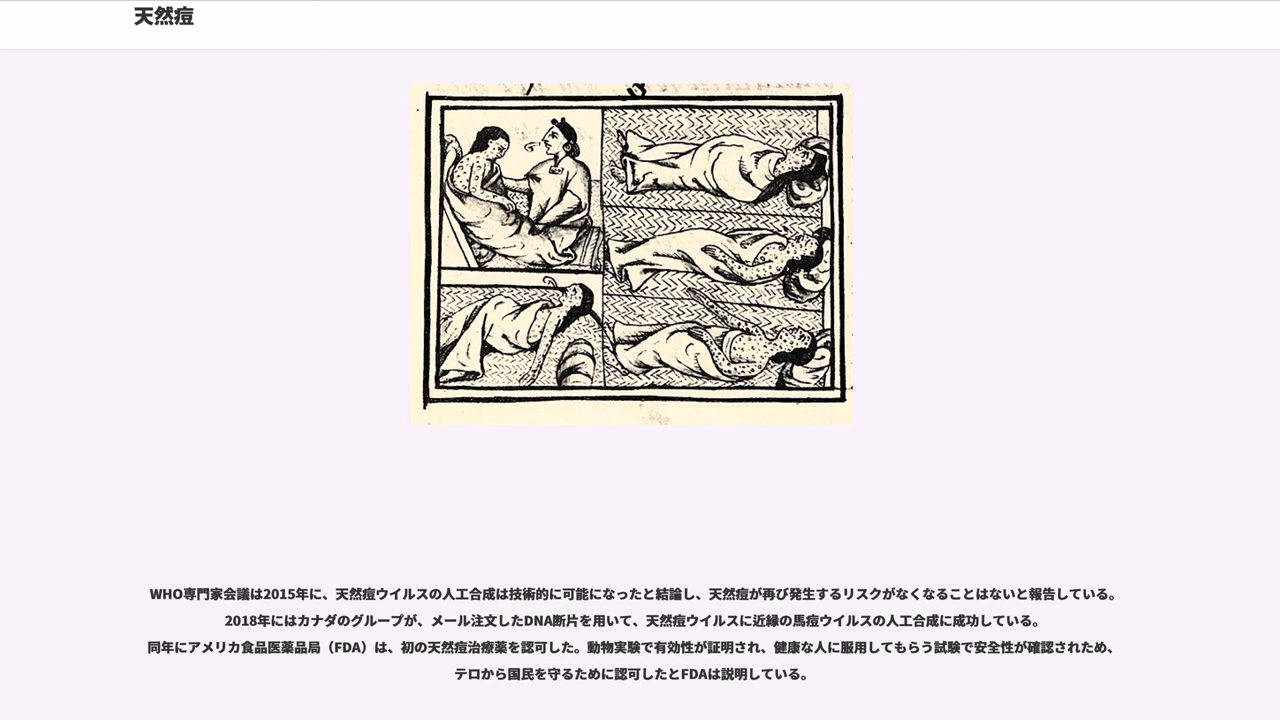 天然痘
WHO専門家会議は2015年に、天然痘ウイルスの人工合成は技術的に可能になったと結論し、天然痘が再び発生するリスクがなくなることはないと報告している。
2018年にはカナダのグループが、メール注文したDNA断片を用いて、天然痘ウイルスに近縁の馬痘ウイルスの人工合成に成功している。
同年にアメリカ食品医薬品局（FDA）は、初の天然痘治療薬を認可した。動物実験で有効性が証明され、健康な人に服用してもらう試験で安全性が確認されたため、
テロから国民を守るために認可したとFDAは説明している。